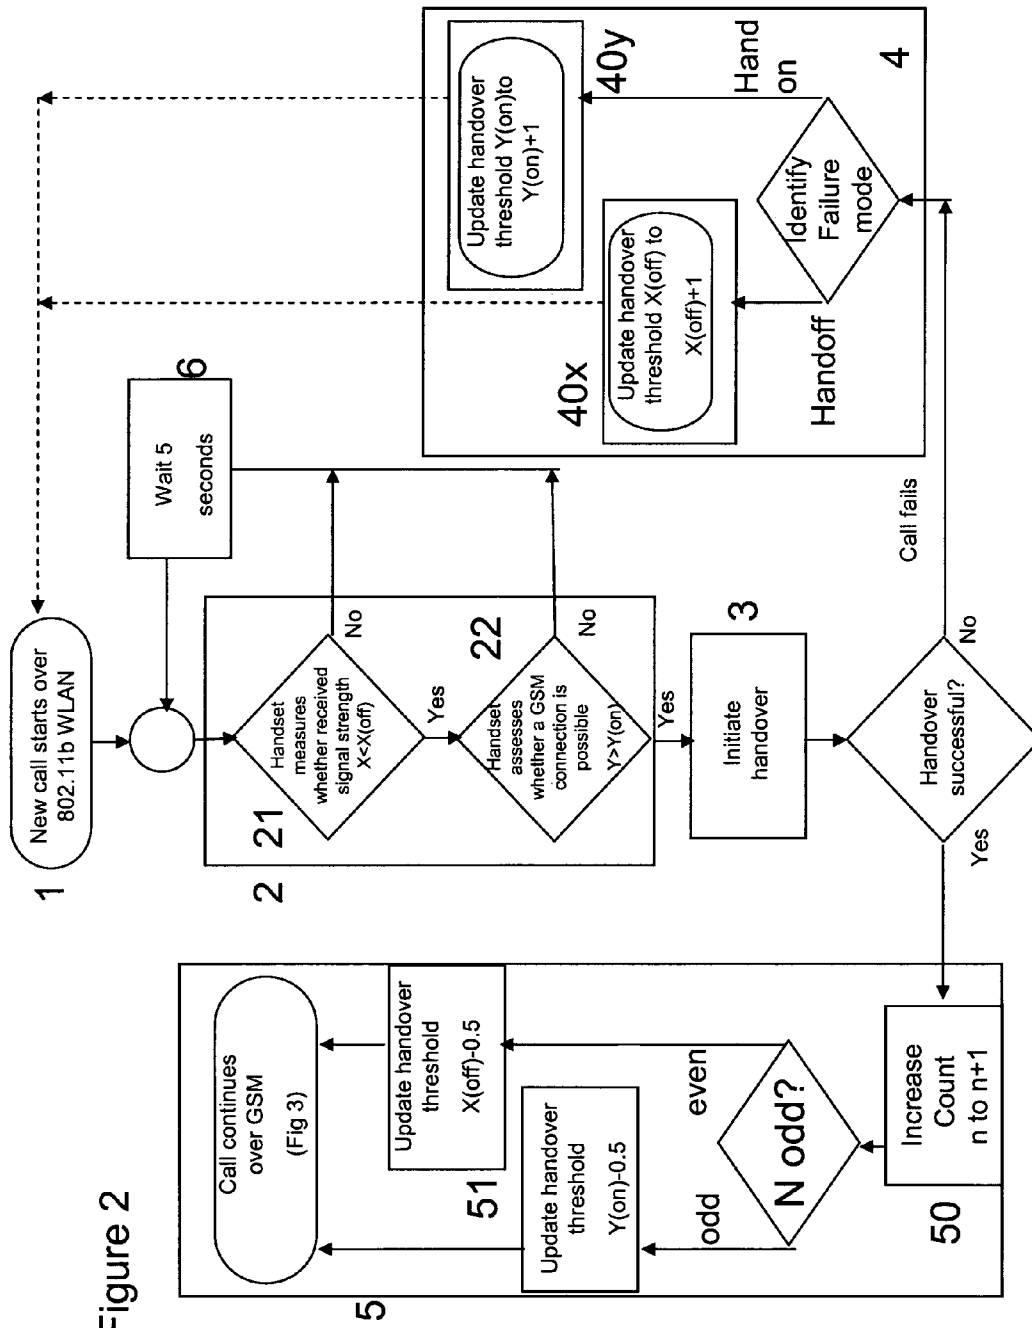 Figure 2
1
New call starts over
802.11b WLAN
Wait 5
seconds
6
2
21
Handset
measures
whether received
signal strength
X<X(off)
No
Yes
22
Handset
assesses
whether a GSM
connection is
possible
Y>Y(on)
No
Yes
Initiate
handover
3
Handover
successful?
Yes
No
Call fails
4
Identify
Failure
mode
Handoff
Hand
on
40x
Update handover
threshold X(off) to
X(off)+1
40y
Update handover
threshold Y(on)to
Y(on)+1
5
50
Increase
Count
n to n+1
N odd?
odd
even
Update handover
threshold
Y(on)-0.5
51
Update handover
threshold
X(off)-0.5
Call continues
over GSM
(Fig 3)